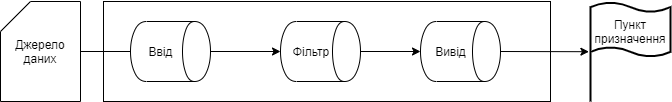 Джерело
даних
Ввід
Фільтр
Вивід
Пункт
призначення